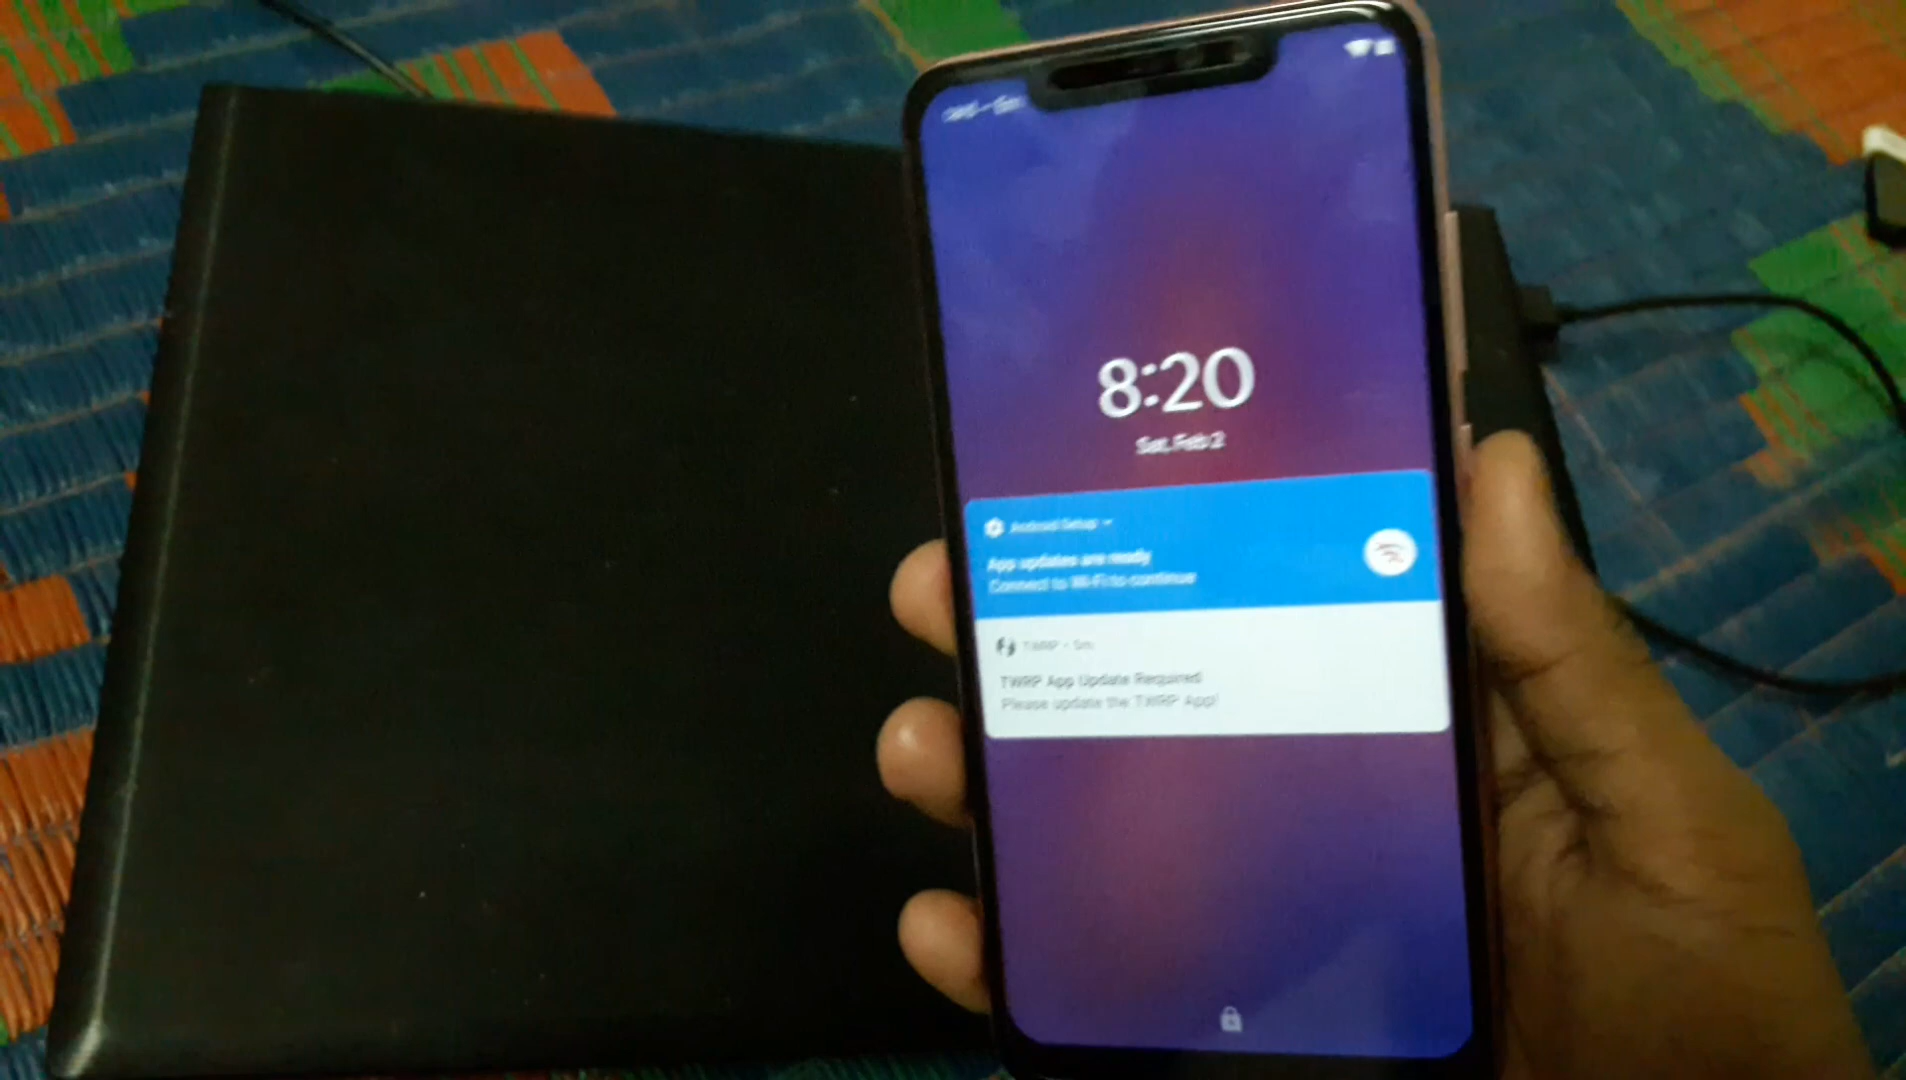 8:20
Sat, Feb 2
Android Setup
App updates are ready
Connect to Wi-Fi to continue
TWRP • 5m
TWRP App Update Required
Please update the TWRP App!